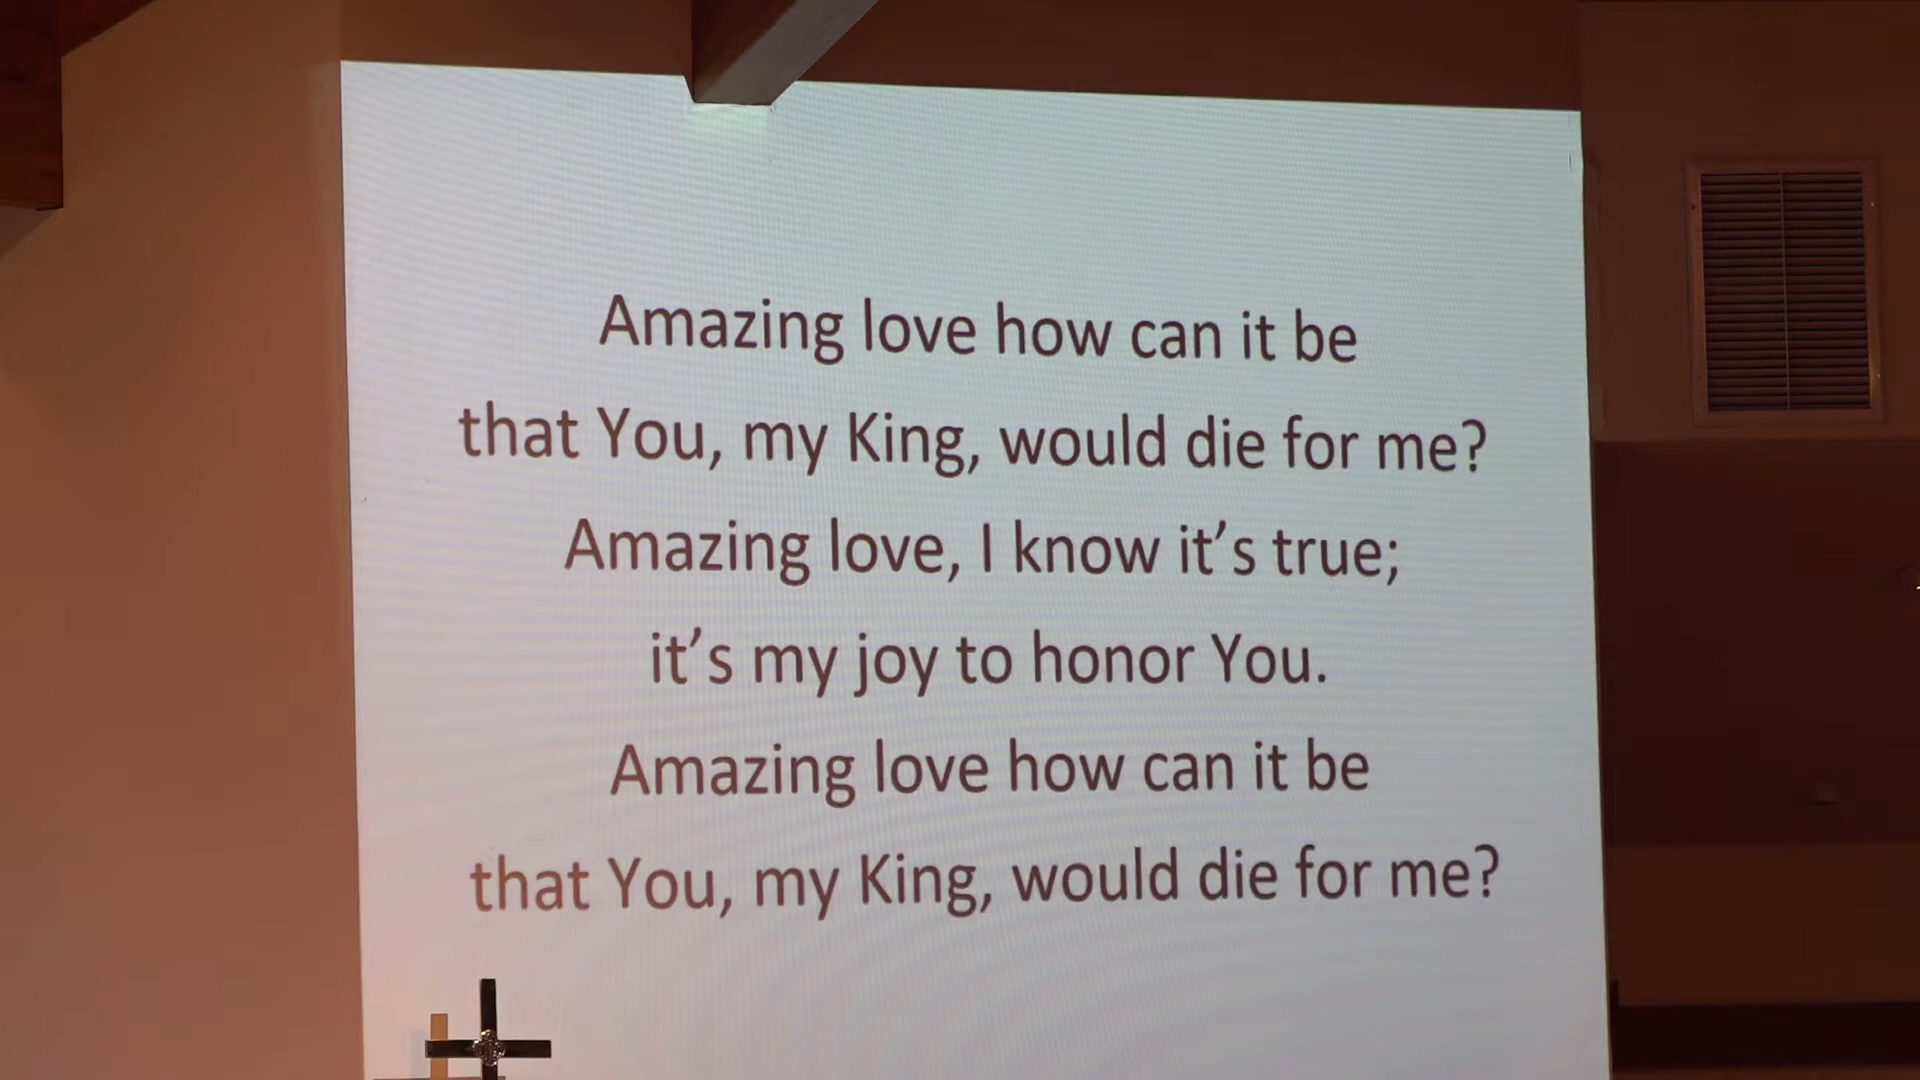 Amazing love how can it be
that You, my King, would die for me?
Amazing love, I know it’s true;
it’s my joy to honor You.
Amazing love how can it be
that You, my King, would die for me?